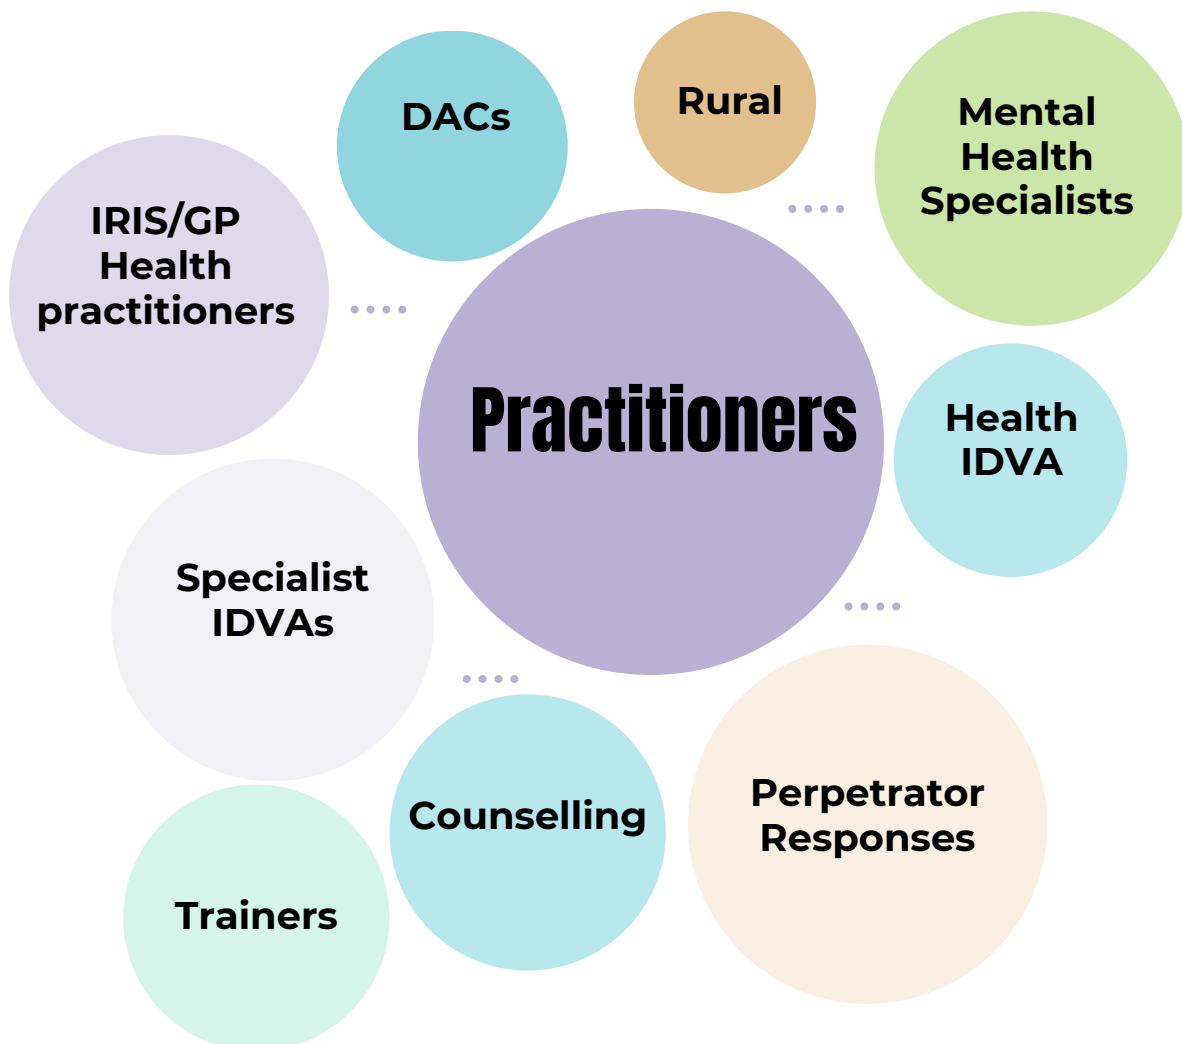 DACs
Rural
Mental
Health
Specialists
IRIS/GP
Health
practitioners
Practitioners
Health
IDVA
Specialist
IDVAs
Counselling
Perpetrator
Responses
Trainers